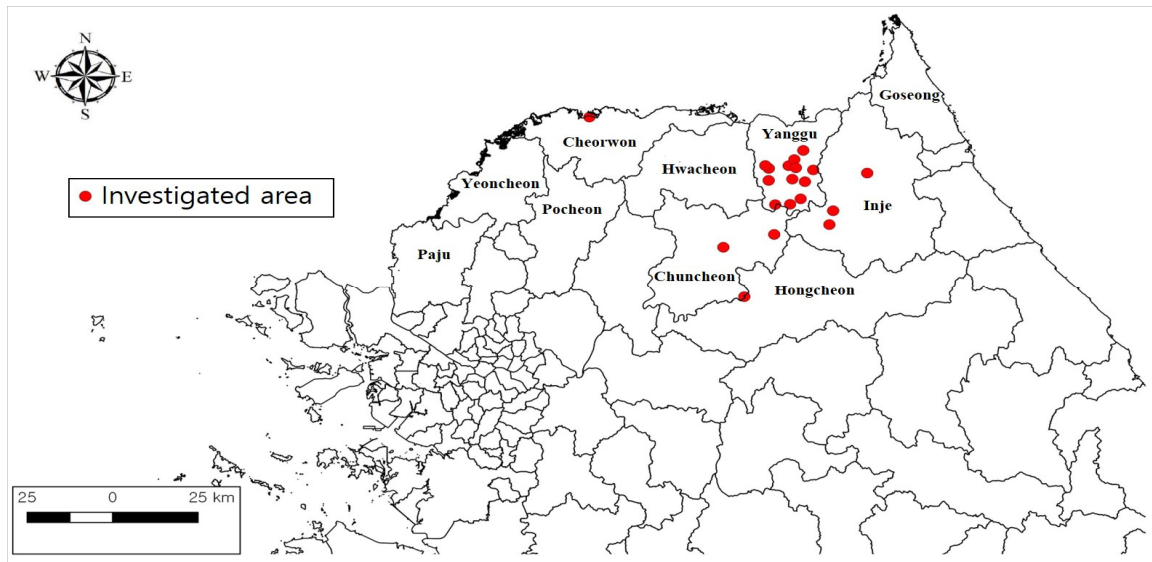 N
W E
S
Goseong
Yanggu
Cheorwon
Hwacheon
Yeoncheon
Investigated area
Pocheon
Inje
Paju
Chuncheon
Hongcheon
25 0 25 km